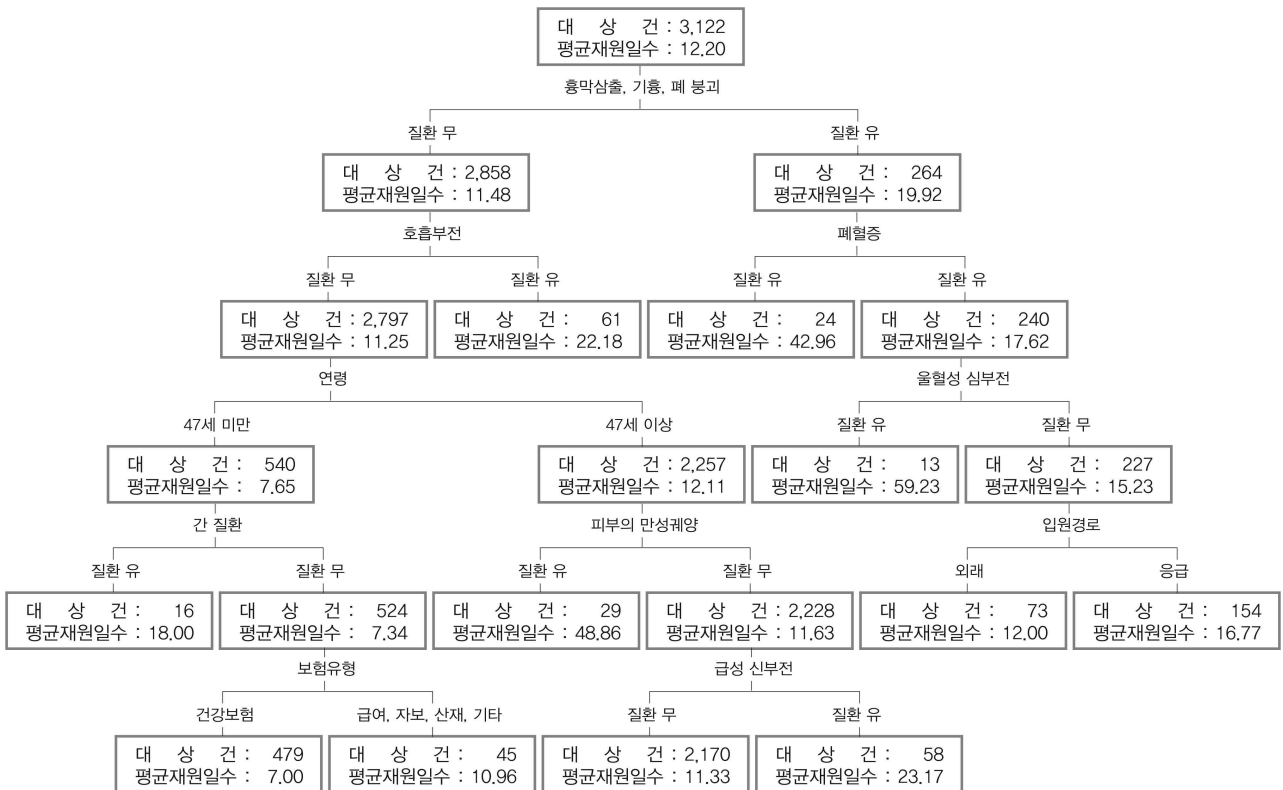 대 상 건 : 3,122
평균재원일수 : 12.20
흉막삼출, 기흉, 폐 붕괴
질환 무
질환 유
대 상 건 : 2,858
평균재원일수 : 11.48
대 상 건 : 264
평균재원일수 : 19.92
호흡부전
폐혈증
질환 무
질환 유
질환 유
질환 유
대 상 건 : 2,797
평균재원일수 : 11.25
대 상 건 : 61
평균재원일수 : 22.18
대 상 건 : 24
평균재원일수 : 42.96
대 상 건 : 240
평균재원일수 : 17.62
연령
울혈성 심부전
47세 미만
47세 이상
질환 유
질환 무
대 상 건 : 540
평균재원일수 : 7.65
대 상 건 : 2,257
평균재원일수 : 12.11
대 상 건 : 13
평균재원일수 : 59.23
대 상 건 : 227
평균재원일수 : 15.23
간 질환
피부의 만성궤양
입원경로
질환 유
질환 무
질환 유
질환 무
외래
응급
대 상 건 : 16
평균재원일수 : 18.00
대 상 건 : 524
평균재원일수 : 7.34
대 상 건 : 29
평균재원일수 : 48.86
대 상 건 : 2,228
평균재원일수 : 11.63
대 상 건 : 73
평균재원일수 : 12.00
대 상 건 : 154
평균재원일수 : 16.77
보험유형
급성 신부전
건강보험
급여, 자보, 산재, 기타
질환 무
질환 유
대 상 건 : 479
평균재원일수 : 7.00
대 상 건 : 45
평균재원일수 : 10.96
대 상 건 : 2,170
평균재원일수 : 11.33
대 상 건 : 58
평균재원일수 : 23.17